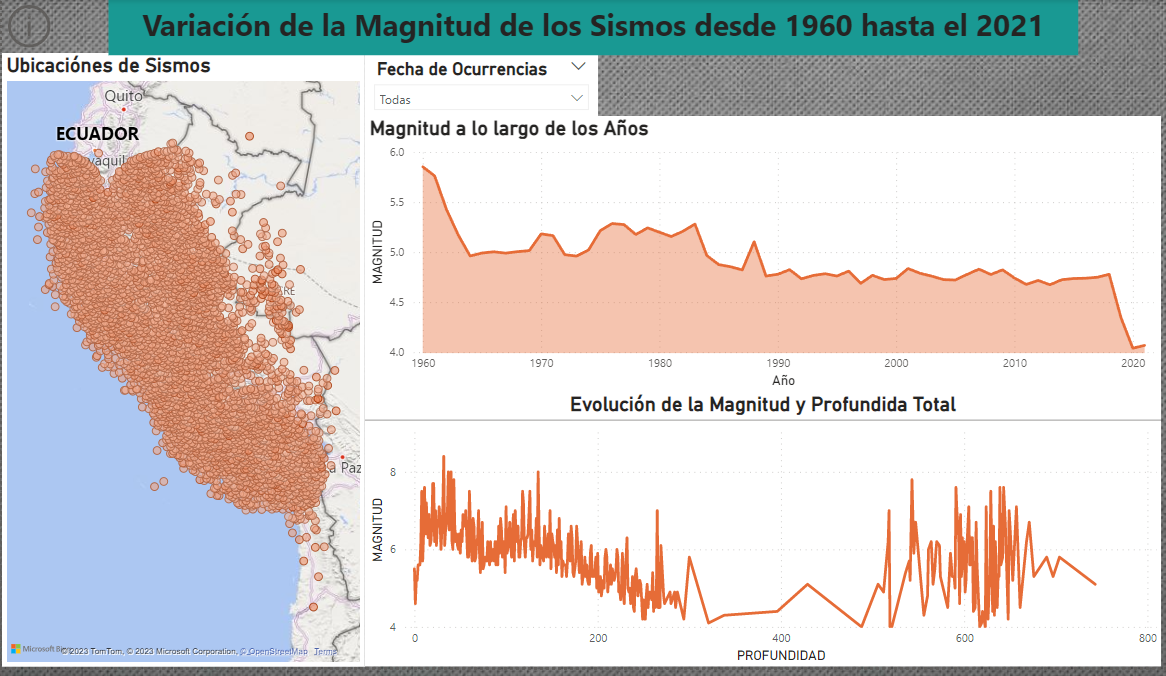 Variación de la Magnitud de los Sismos desde 1960 hasta el 2021
Ubicaciónes de Sismos
Quito
ECUADOR
yaquil
ARE
a Paz
Microsoft Bing
© 2023 TomTom, © 2023 Microsoft Corporation, © OpenStreetMap Terms
Fecha de Ocurrencias
Todas
Magnitud a lo largo de los Años
MAGNITUD
6.0
5.5
5.0
4.5
4.0
1960 1970 1980 1990 2000 2010 2020
Año
Evolución de la Magnitud y Profundida Total
MAGNITUD
8
6
4
0 200 400 600 800
PROFUNDIDAD